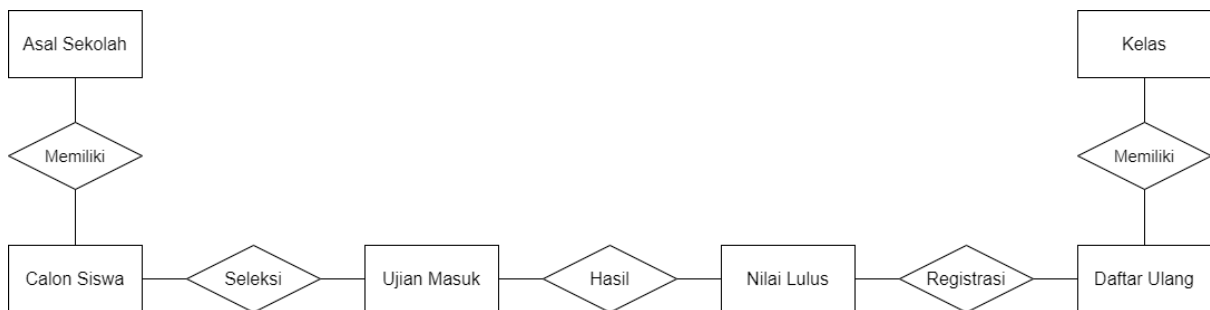 Asal Sekolah
Kelas
Memiliki
Memiliki
Calon Siswa
Seleksi
Ujian Masuk
Hasil
Nilai Lulus
Registrasi
Daftar Ulang